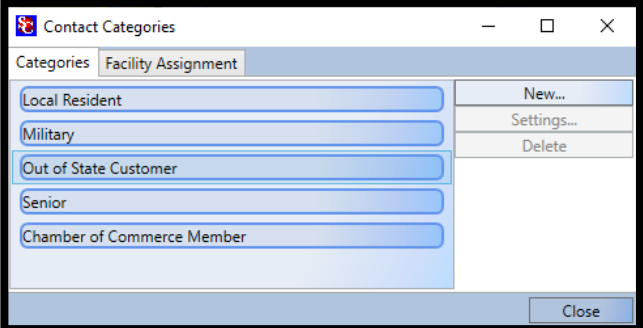 SC Contact Categories
Categories Facility Assignment
Local Resident
New...
Military
Settings...
Delete
Out of State Customer
Senior
Chamber of Commerce Member
Close